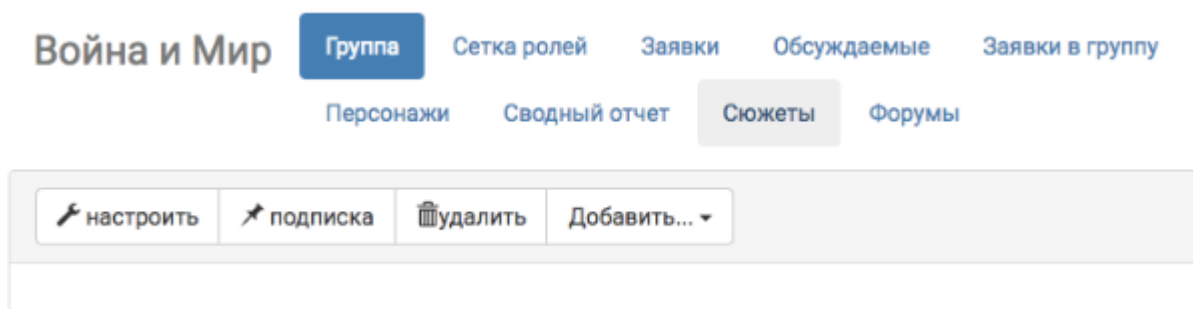 Война и Мир Группа Сетка ролей Заявки Обсуждаемые Заявки в группу
Персонажи Сводный отчет Сюжеты Форумы
настроить подписка удалить Добавить...